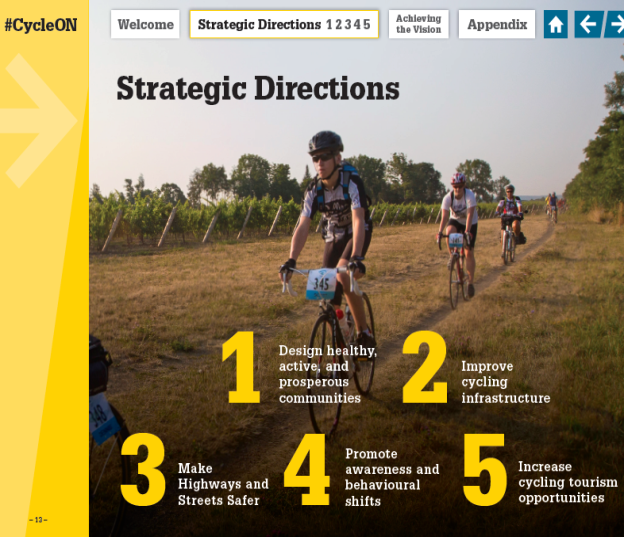 #CycleON
Welcome
Strategic Directions 1 2 3 4 5
Achieving
the Vision
Appendix
Strategic Directions
345
1
Design healthy,
active, and
prosperous
communities
2
Improve
cycling
infrastructure
3
Make
Highways and
Streets Safer
4
Promote
awareness and
behavioural
shifts
5
Increase
cycling tourism
opportunities
– 13 –